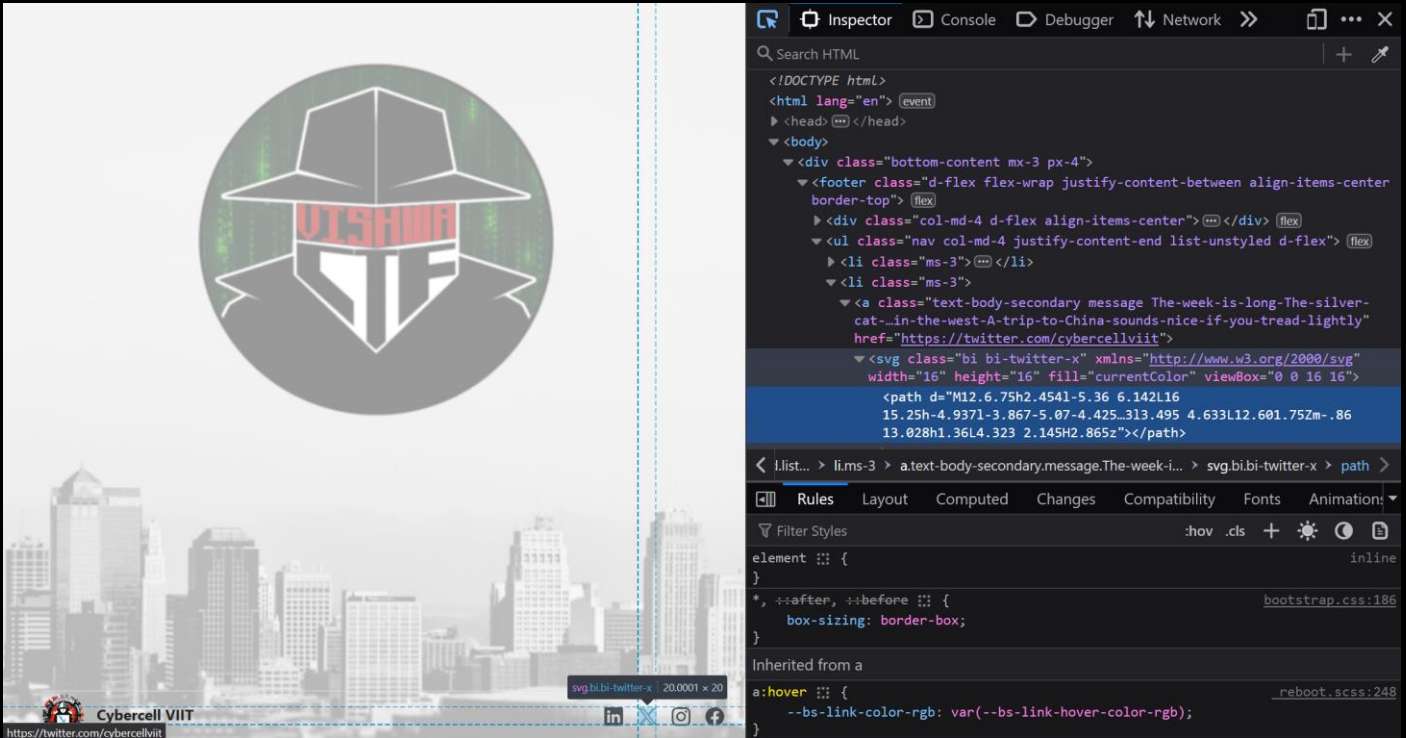 VISHWA
CTF
svg.bi.bi-twitter-x 20.0001 × 20
Cybercell VIIT
https://twitter.com/cybercellviit
Inspector Console Debugger Network
Search HTML
<!DOCTYPE html>
<html lang="en"> event
<head> ••• </head>
<body>
<div class="bottom-content mx-3 px-4">
<footer class="d-flex flex-wrap justify-content-between align-items-center
border-top"> flex
<div class="col-md-4 d-flex align-items-center"> ••• </div> flex
<ul class="nav col-md-4 justify-content-end list-unstyled d-flex"> flex
<li class="ms-3"> ••• </li>
<li class="ms-3">
<a class="text-body-secondary message The-week-is-long-The-silver-
cat-…in-the-west-A-trip-to-China-sounds-nice-if-you-tread-lightly"
href="https://twitter.com/cybercellviit">
<svg class="bi bi-twitter-x" xmlns="http://www.w3.org/2000/svg"
width="16" height="16" fill="currentColor" viewBox="0 0 16 16">
<path d="M12.6.75h2.454l-5.36 6.142L16
15.25h-4.937l-3.867-5.07-4.425…3l3.495 4.633L12.601.75Zm-.86
13.028h1.36L4.323 2.145H2.865z"></path>
l.list... > li.ms-3 > a.text-body-secondary.message.The-week-i... > svg.bi.bi-twitter-x > path
Rules Layout Computed Changes Compatibility Fonts Animation:
Filter Styles :hov .cls
element { inline
}
*, ::after, ::before { bootstrap.css:186
box-sizing: border-box;
}
Inherited from a
a:hover { _reboot.scss:248
--bs-link-color-rgb: var(--bs-link-hover-color-rgb);
}